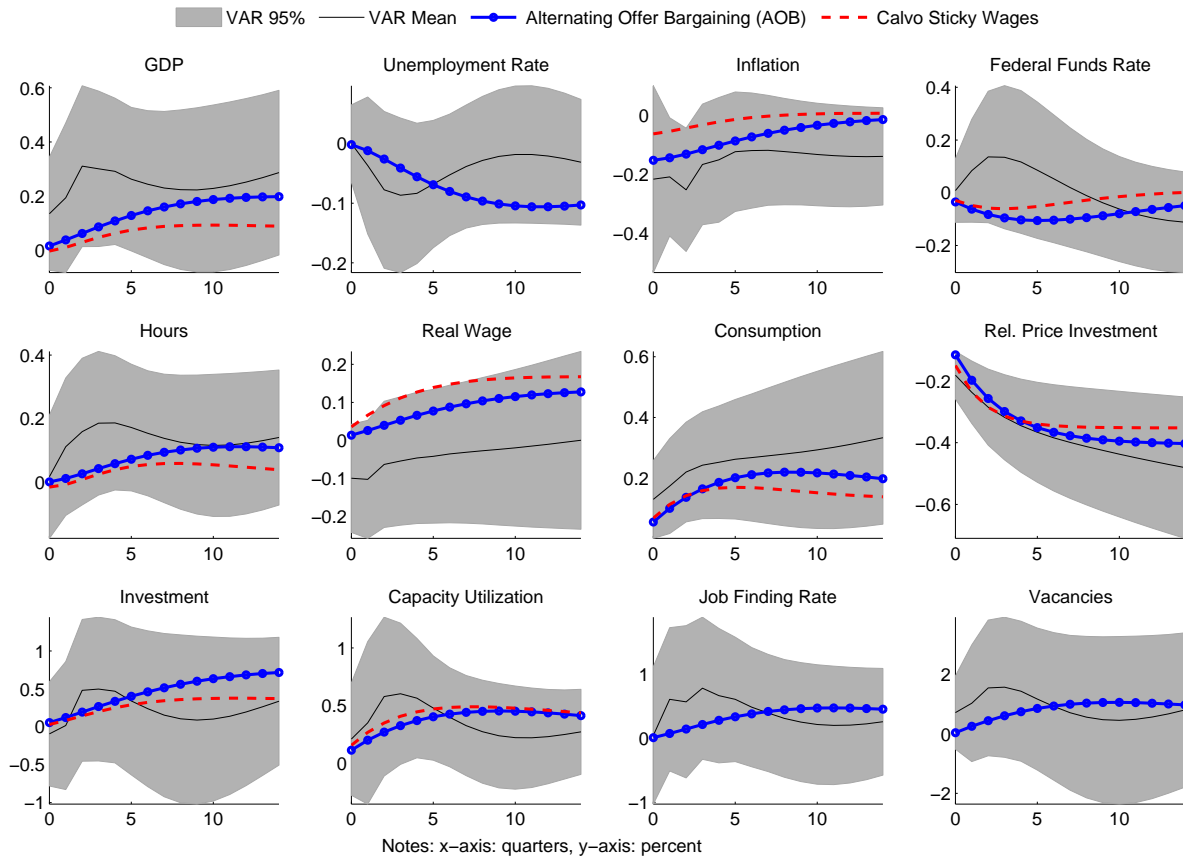 VAR 95% VAR Mean Alternating Offer Bargaining (AOB) Calvo Sticky Wages
GDP Unemployment Rate Inflation Federal Funds Rate
0.6
0.4
0.2
0
0 5 10
0
−0.1
−0.2
0 5 10
0
−0.2
−0.4
0 5 10
0.4
0.2
0
−0.2
0 5 10
Hours Real Wage Consumption Rel. Price Investment
0.4
0.2
0
0 5 10
0.2
0.1
0
−0.1
−0.2
0 5 10
0.6
0.4
0.2
0 5 10
−0.2
−0.4
−0.6
0 5 10
Investment Capacity Utilization Job Finding Rate Vacancies
1
0.5
0
−0.5
−1
0 5 10
1
0.5
0
0 5 10
1
0
−1
0 5 10
2
0
−2
0 5 10
Notes: x−axis: quarters, y−axis: percent